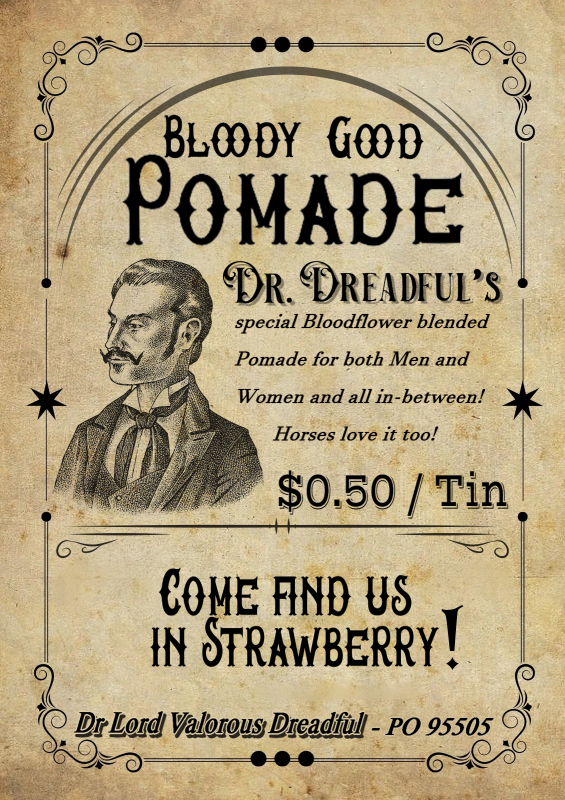 Bloody Good
Pomade
Dr. Dreadful's
special Bloodflower blended
Pomade for both Men and
Women and all in-between!
Horses love it too!
$0.50 / Tin
Come find us
in Strawberry!
Dr Lord Valorous Dreadful - PO 95505